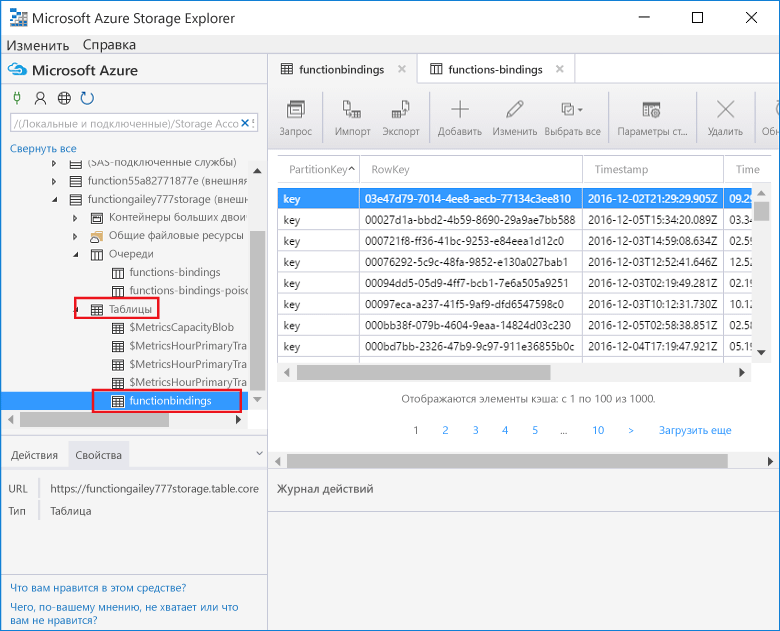 Microsoft Azure Storage Explorer
Изменить Справка
Microsoft Azure
/(Локальные и подключенные)/Storage Acco
Свернуть все
(SAS-подключенные службы)
function55a82771877e (внешняя
functiongailey777storage (внешн
Контейнеры больших двоич
Общие файловые ресурсы
Очереди
functions-bindings
functions-bindings-poiso
Таблицы
$MetricsCapacityBlob
$MetricsHourPrimaryTra
$MetricsHourPrimaryTra
$MetricsHourPrimaryTra
functionbindings
Действия Свойства
URL https://functiongailey777storage.table.core
Тип Таблица
Что вам нравится в этом средстве?
Чего, по-вашему мнению, не хватает или что
вам не нравится?
functionbindings functions-bindings
Запрос Импорт Экспорт Добавить Изменить Выбрать все Параметры ст... Удалить Обн
PartitionKey RowKey Timestamp Time
key 03e47d79-7014-4ee8-aecb-77134c3ee810 2016-12-02T21:29:29.905Z 09.29
key 00027d1a-bbd2-4b59-8690-29a9ae7bb588 2016-12-05T15:34:20.089Z 03.34
key 000721f8-ff36-41bc-9253-e84eea1d12c0 2016-12-03T14:59:08.634Z 02.59
key 00076292-5c9c-48fa-9852-e130a027bab1 2016-12-03T12:52:41.646Z 12.52
key 00094dd5-05d9-4ff7-bcb1-7e6a505a9251 2016-12-03T02:19:49.281Z 02.19
key 00097eca-a237-41f5-9af9-dfd6547598c0 2016-12-03T10:12:31.730Z 10.12
key 000bb38f-079b-4604-9eaa-14824d03c230 2016-12-05T02:58:38.851Z 02.58
key 000bd7bb-2326-47b9-9c97-911e36855b0c 2016-12-04T17:19:47.921Z 05.19
Отображаются элементы кэша: с 1 по 100 из 1000.
1 2 3 4 5 ... 10 > Загрузить еще
Журнал действий